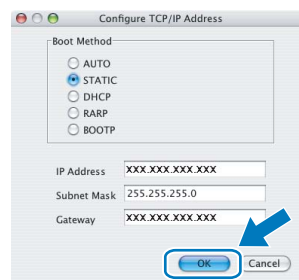 Configure TCP/IP Address
Boot Method
AUTO
STATIC
DHCP
RARP
BOOTP
IP Address XXX.XXX.XXX.XXX
Subnet Mask 255.255.255.0
Gateway XXX.XXX.XXX.XXX
OK Cancel